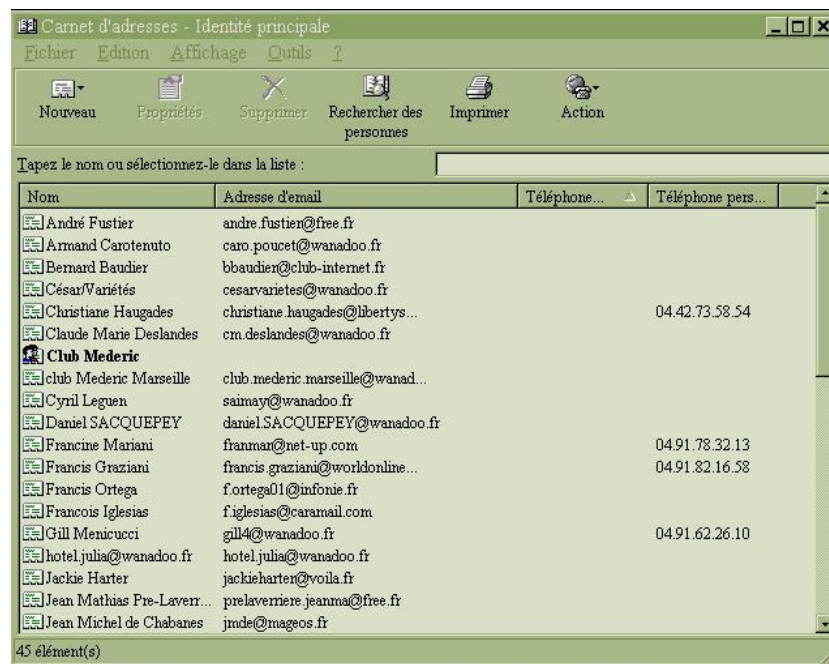 Carnet d'adresses - Identité principale
Fichier Edition Affichage Outils ?
Nouveau Propriétés Supprimer Rechercher des personnes Imprimer Action
Tapez le nom ou sélectionnez-le dans la liste :
Nom Adresse d'email Téléphone... Téléphone pers...
André Fustier andre.fustier@free.fr
Armand Carotenuto caro.poucet@wanadoo.fr
Bernard Baudier bbaudier@club-internet.fr
César/Variétés cesarvarietes@wanadoo.fr
Christiane Haugades christiane.haugades@libertys... 04.42.73.58.54
Claude Marie Deslandes cm.deslandes@wanadoo.fr
Club Mederic
club Mederic Marseille club.mederic.marseille@wanad...
Cyril Leguen saimay@wanadoo.fr
Daniel SACQUEPEY daniel.SACQUEPEY@wanadoo.fr
Francine Mariani franmar@net-up.com 04.91.78.32.13
Francis Graziani francis.graziani@worldonline... 04.91.82.16.58
Francis Ortega f.ortega01@infonie.fr
Francois Iglesias f.iglesias@caramail.com
Gill Menicucci gill4@wanadoo.fr 04.91.62.26.10
hotel.julia@wanadoo.fr hotel.julia@wanadoo.fr
Jackie Harter jackieharter@voila.fr
Jean Mathias Pre-Laverr... prelaverriere.jeanma@free.fr
Jean Michel de Chabanes jmde@mageos.fr
45 élément(s)